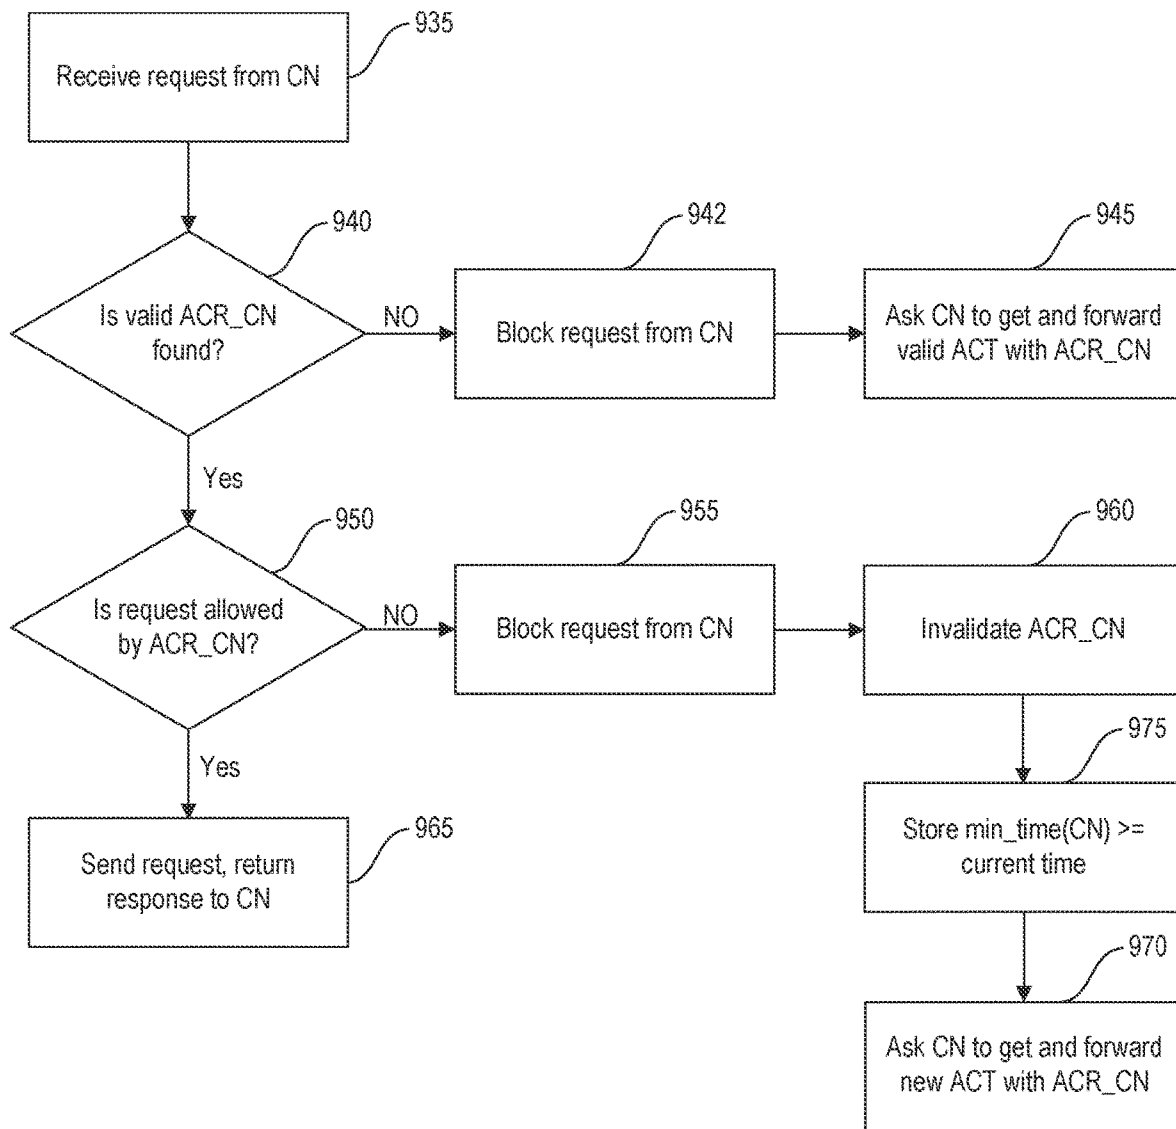 935
Receive request from CN
940
942
945
Is valid ACR_CN
found?
NO
Block request from CN
Ask CN to get and forward
valid ACT with ACR_CN
Yes
950
955
960
Is request allowed
by ACR_CN?
NO
Block request from CN
Invalidate ACR_CN
Yes
975
965
Send request, return
response to CN
Store min_time(CN) >=
current time
970
Ask CN to get and forward
new ACT with ACR_CN